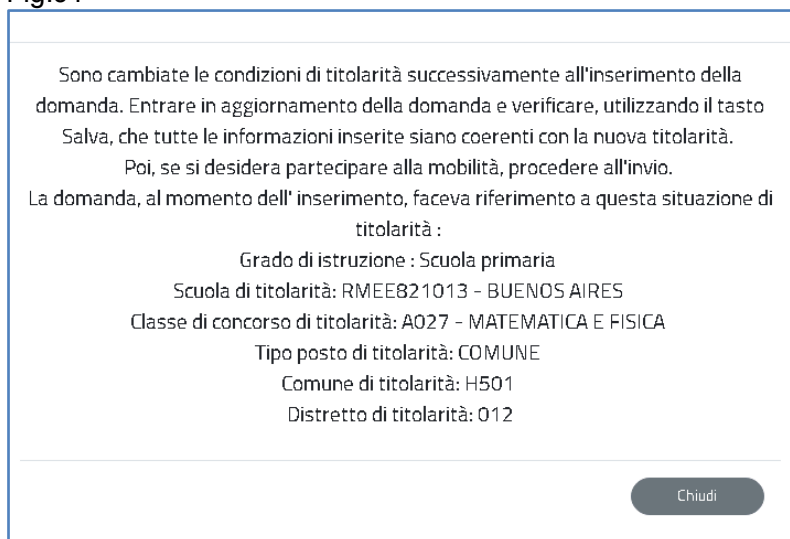 Sono cambiate le condizioni di titolarità successivamente all'inserimento della
domanda. Entrare in aggiornamento della domanda e verificare, utilizzando il tasto
Salva, che tutte le informazioni inserite siano coerenti con la nuova titolarità.
Poi, se si desidera partecipare alla mobilità, procedere all'invio.
La domanda, al momento dell' inserimento, faceva riferimento a questa situazione di
titolarità :
Grado di istruzione : Scuola primaria
Scuola di titolarità: RMEE821013 - BUENOS AIRES
Classe di concorso di titolarità: A027 - MATEMATICA E FISICA
Tipo posto di titolarità: COMUNE
Comune di titolarità: H501
Distretto di titolarità: 012
Chiudi